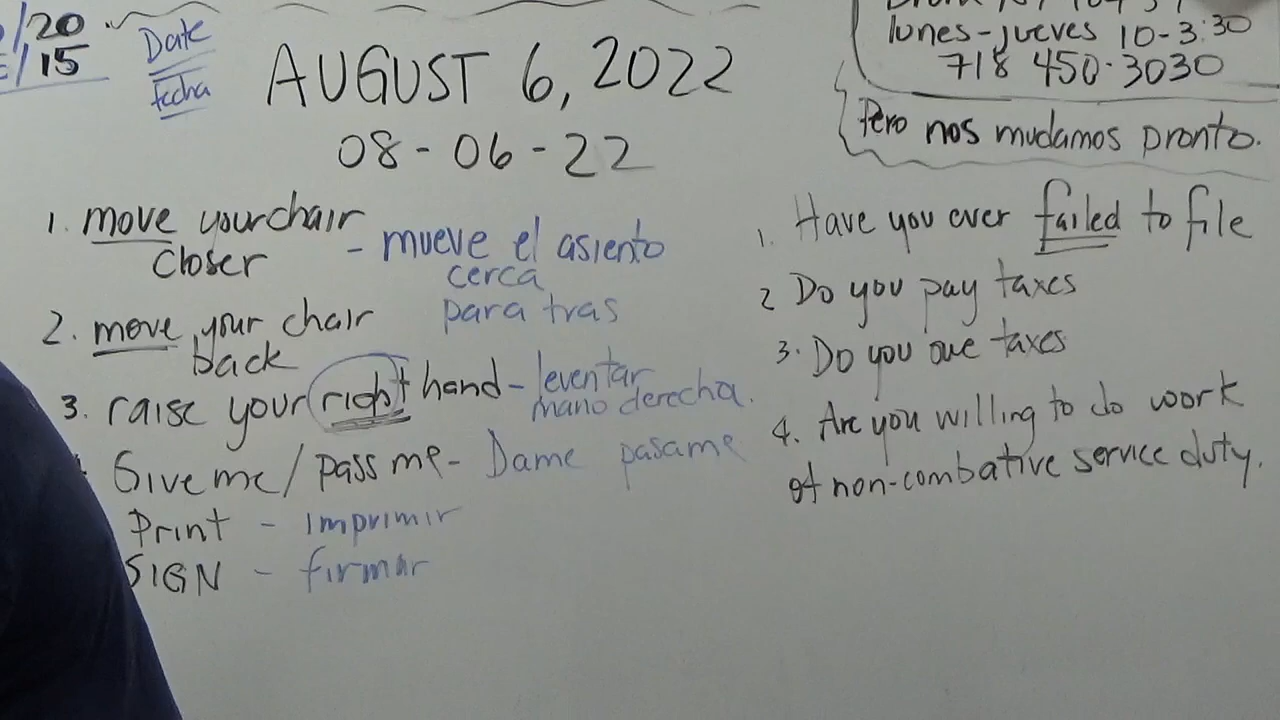 /20
/15
Date
Fecha
AUGUST 6, 2022
08-06-22
lunes-jueves 10-3:30
718 450-3030
Pero nos mudamos pronto.
1. move your chair
closer
- mueve el asiento
cerca
2. move your chair
back
para tras
3. raise your right hand - leventar
mano derecha.
Give me / pass me - Dame pasame
Print - imprimir
SIGN - firmar
1. Have you ever failed to file
2 Do you pay taxes
3. Do you owe taxes
4. Are you willing to do work
of non-combative service duty.